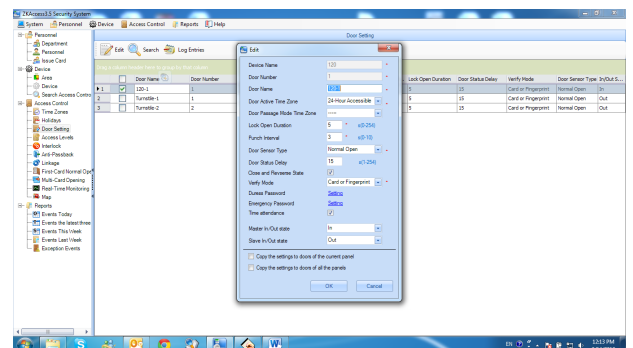 ZKAccess3.5 Security System
System Personnel Device Access Control Reports Help
Personnel
Department
Personnel
Issue Card
Device
Area
Device
Search Access Control
Access Control
Time Zones
Holidays
Door Setting
Access Levels
Interlock
Anti-Passback
Linkage
First-Card Normal Open
Multi-Card Opening
Real-Time Monitoring
Map
Reports
Events Today
Events the latest three
Events This Week
Events Last Week
Exception Events
Door Setting
Edit Search Log Entries
Door Name Door Number Lock Open Duration Door Status Delay Verify Mode Door Sensor Type In/Out S...
1 120-1 1 5 15 Card or Fingerprint Normal Open In
2 Turnstile-1 1 5 15 Card or Fingerprint Normal Open Out
3 Turnstile-2 2 5 15 Card or Fingerprint Normal Open Out
Edit
Device Name 120 *
Door Number 1 *
Door Name 120-1 *
Door Active Time Zone 24-Hour Accessible *
Door Passage Mode Time Zone -----
Lock Open Duration 5 * s(0-254)
Punch Interval 3 * s(0-10)
Door Sensor Type Normal Open *
Door Status Delay 15 s(1-254)
Close and Reverse State
Verify Mode Card or Fingerprint *
Duress Password Setting
Emergency Password Setting
Time attendance
Master In/Out state In
Slave In/Out state Out
Copy the settings to doors of the current panel
Copy the settings to doors of all the panels
OK Cancel
EN 12:13 PM